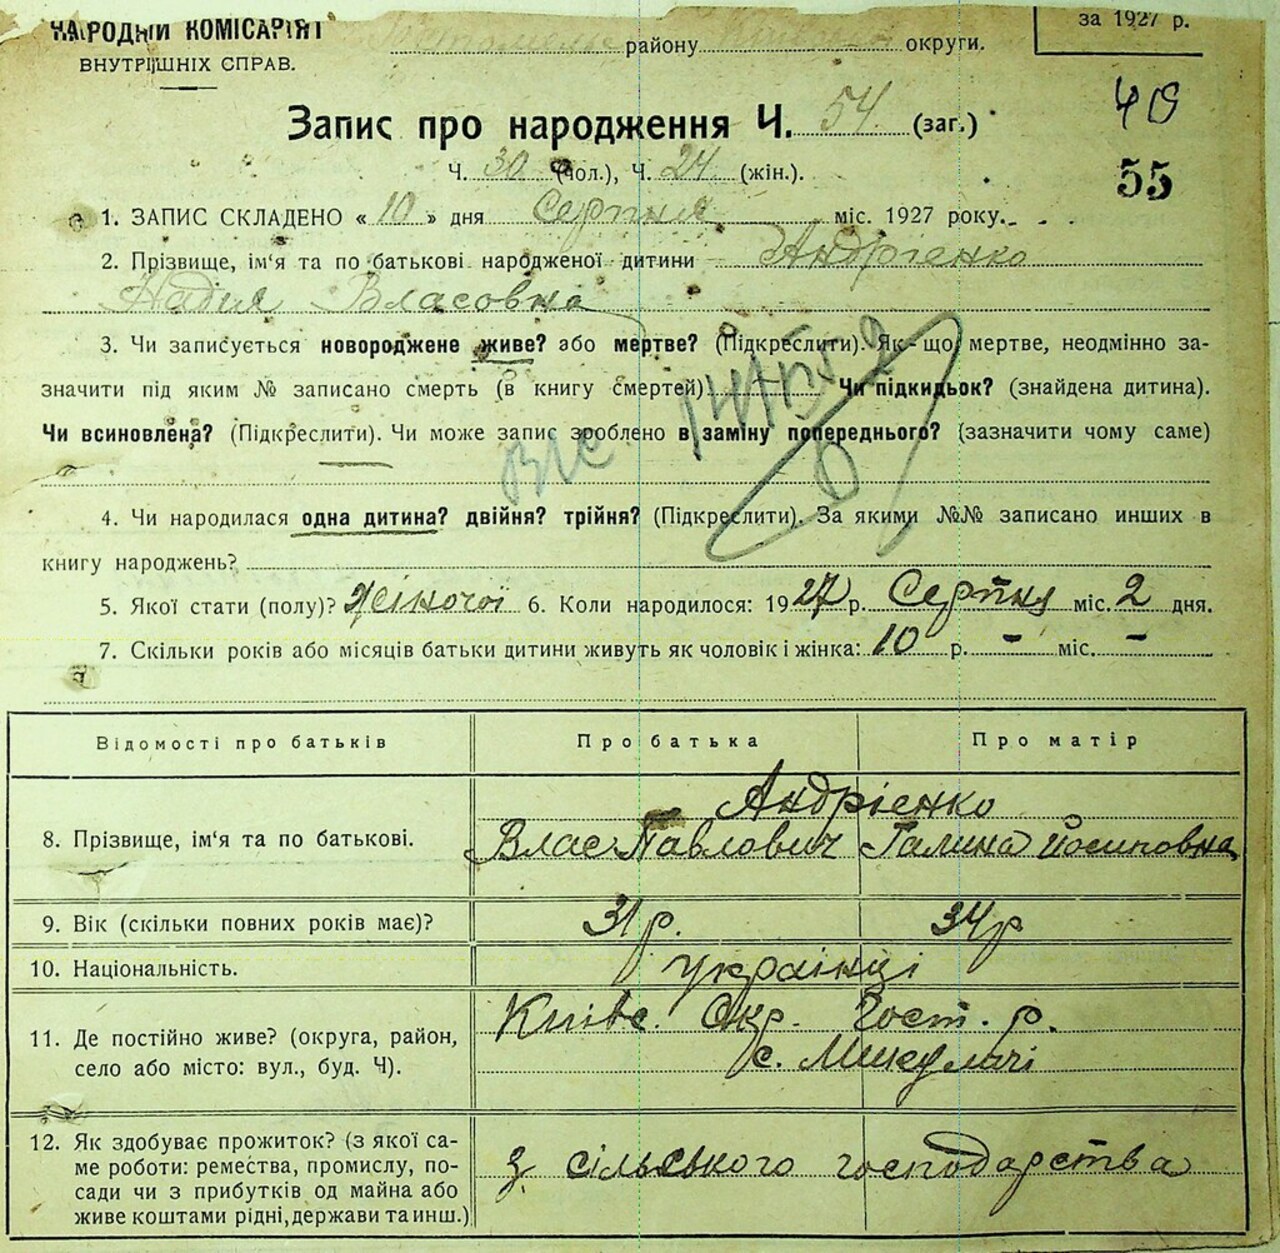 НАРОДНІЙ КОМІСАРІЯТ
ВНУТРІШНІХ СПРАВ.
району округи.
за 1927 р.
Запис про народження Ч. 54 (заг.)
40
Ч. 30 (чол.), Ч. 24 (жін.).
55
1. ЗАПИС СКЛАДЕНО « 10 » дня Серпня міс. 1927 року.
2. Прізвище, ім'я та по батькові народженої дитини Андрієнко
Надия Власовна
3. Чи записується новороджене живе? або мертве? (Підкреслити). Як-що мертве, неодмінно за-
значити під яким № записано смерть (в книгу смертей) Чи підкидьок? (знайдена дитина).
Чи всиновлена? (Підкреслити). Чи може запис зроблено в заміну попереднього? (зазначити чому саме)
4. Чи народилася одна дитина? двійня? трійня? (Підкреслити). За якими №№ записано инших в
книгу народжень?
5. Якої стати (полу)? Жіночої 6. Коли народилося: 1927 р. Серпня міс. 2 дня.
7. Скільки років або місяців батьки дитини живуть як чоловік і жінка: 10 р. - міс. -
Відомості про батьків Про батька Про матір
Андрієнко
8. Прізвище, ім'я та по батькові. Влас Павлович Галина Йосиповна
9. Вік (скільки повних років має)? 31 р. 34 р
10. Національність. українці
11. Де постійно живе? (округа, район,
село або місто: вул., буд. Ч). Київс. Окр. Гост. р.
с. Микуличі
12. Як здобуває прожиток? (з якої са-
ме роботи: ремества, промислу, по-
сади чи з прибутків од майна або
живе коштами рідні, держави та инш.) З сільського господарства